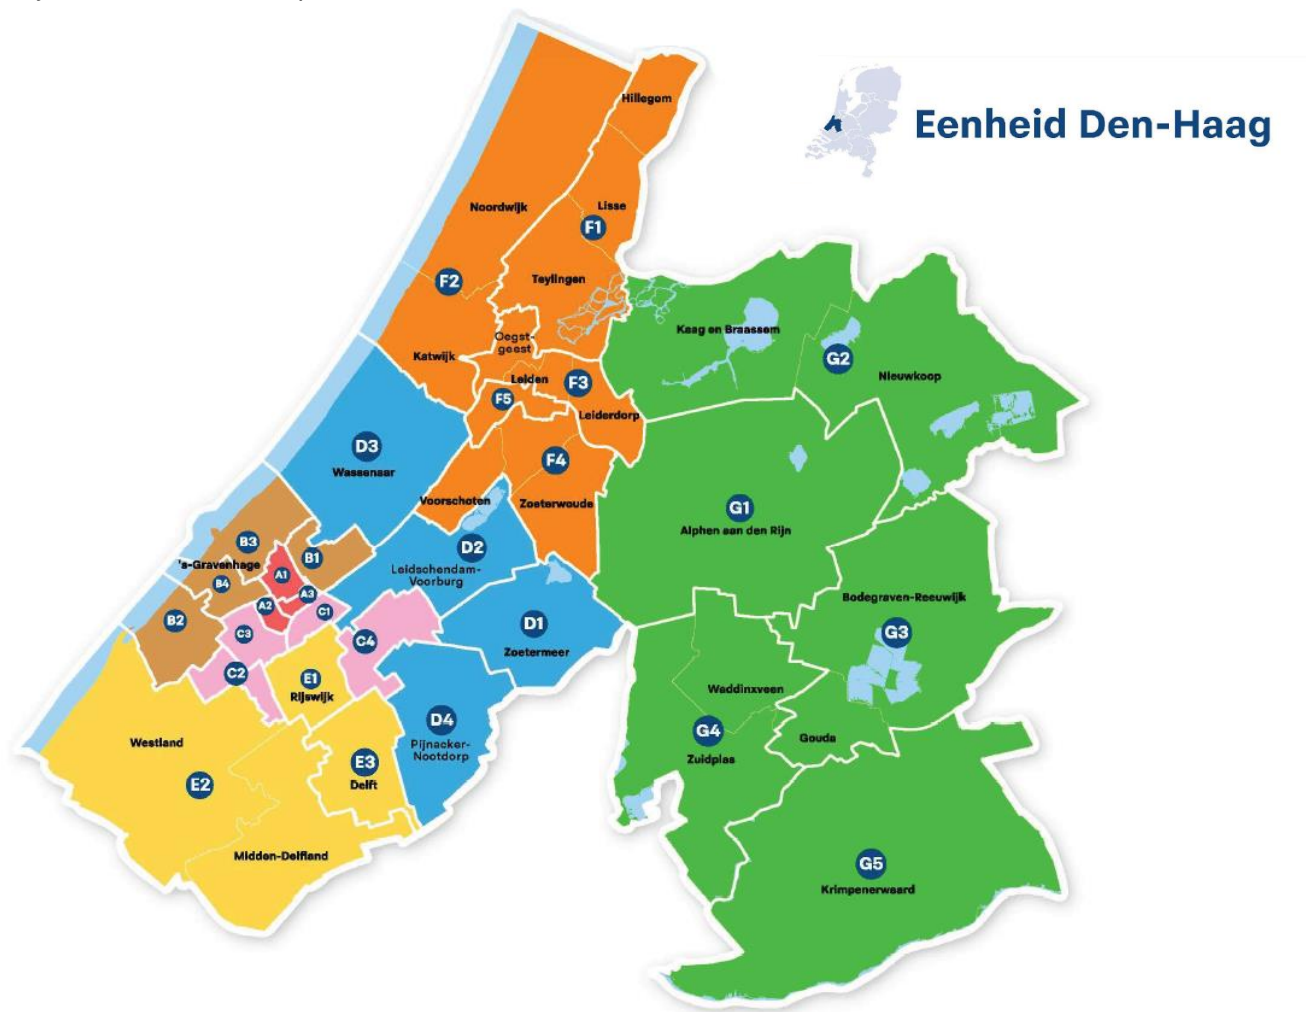 Eenheid Den-Haag
Hillegom
Noordwijk
Lisse
F1
F2
Teylingen
Oegst-
geest
Katwijk
Leiden
F3
F5
Leiderdorp
Kaag en Braassem
G2
Nieuwkoop
D3
Wassenaar
F4
Voorschoten
Zoeterwoude
G1
Alphen aan den Rijn
B3
's-Gravenhage
B1
B4
A1
A3
A2
C1
B2
C3
C4
C2
D2
Leidschendam-
Voorburg
D1
Zoetermeer
E1
Rijswijk
Bodegraven-Reeuwijk
G3
Waddinxveen
G4
Zuidplas
Gouda
D4
Pijnacker-
Nootdorp
Westland
E2
E3
Delft
Midden-Delfland
G5
Krimpenerwaard